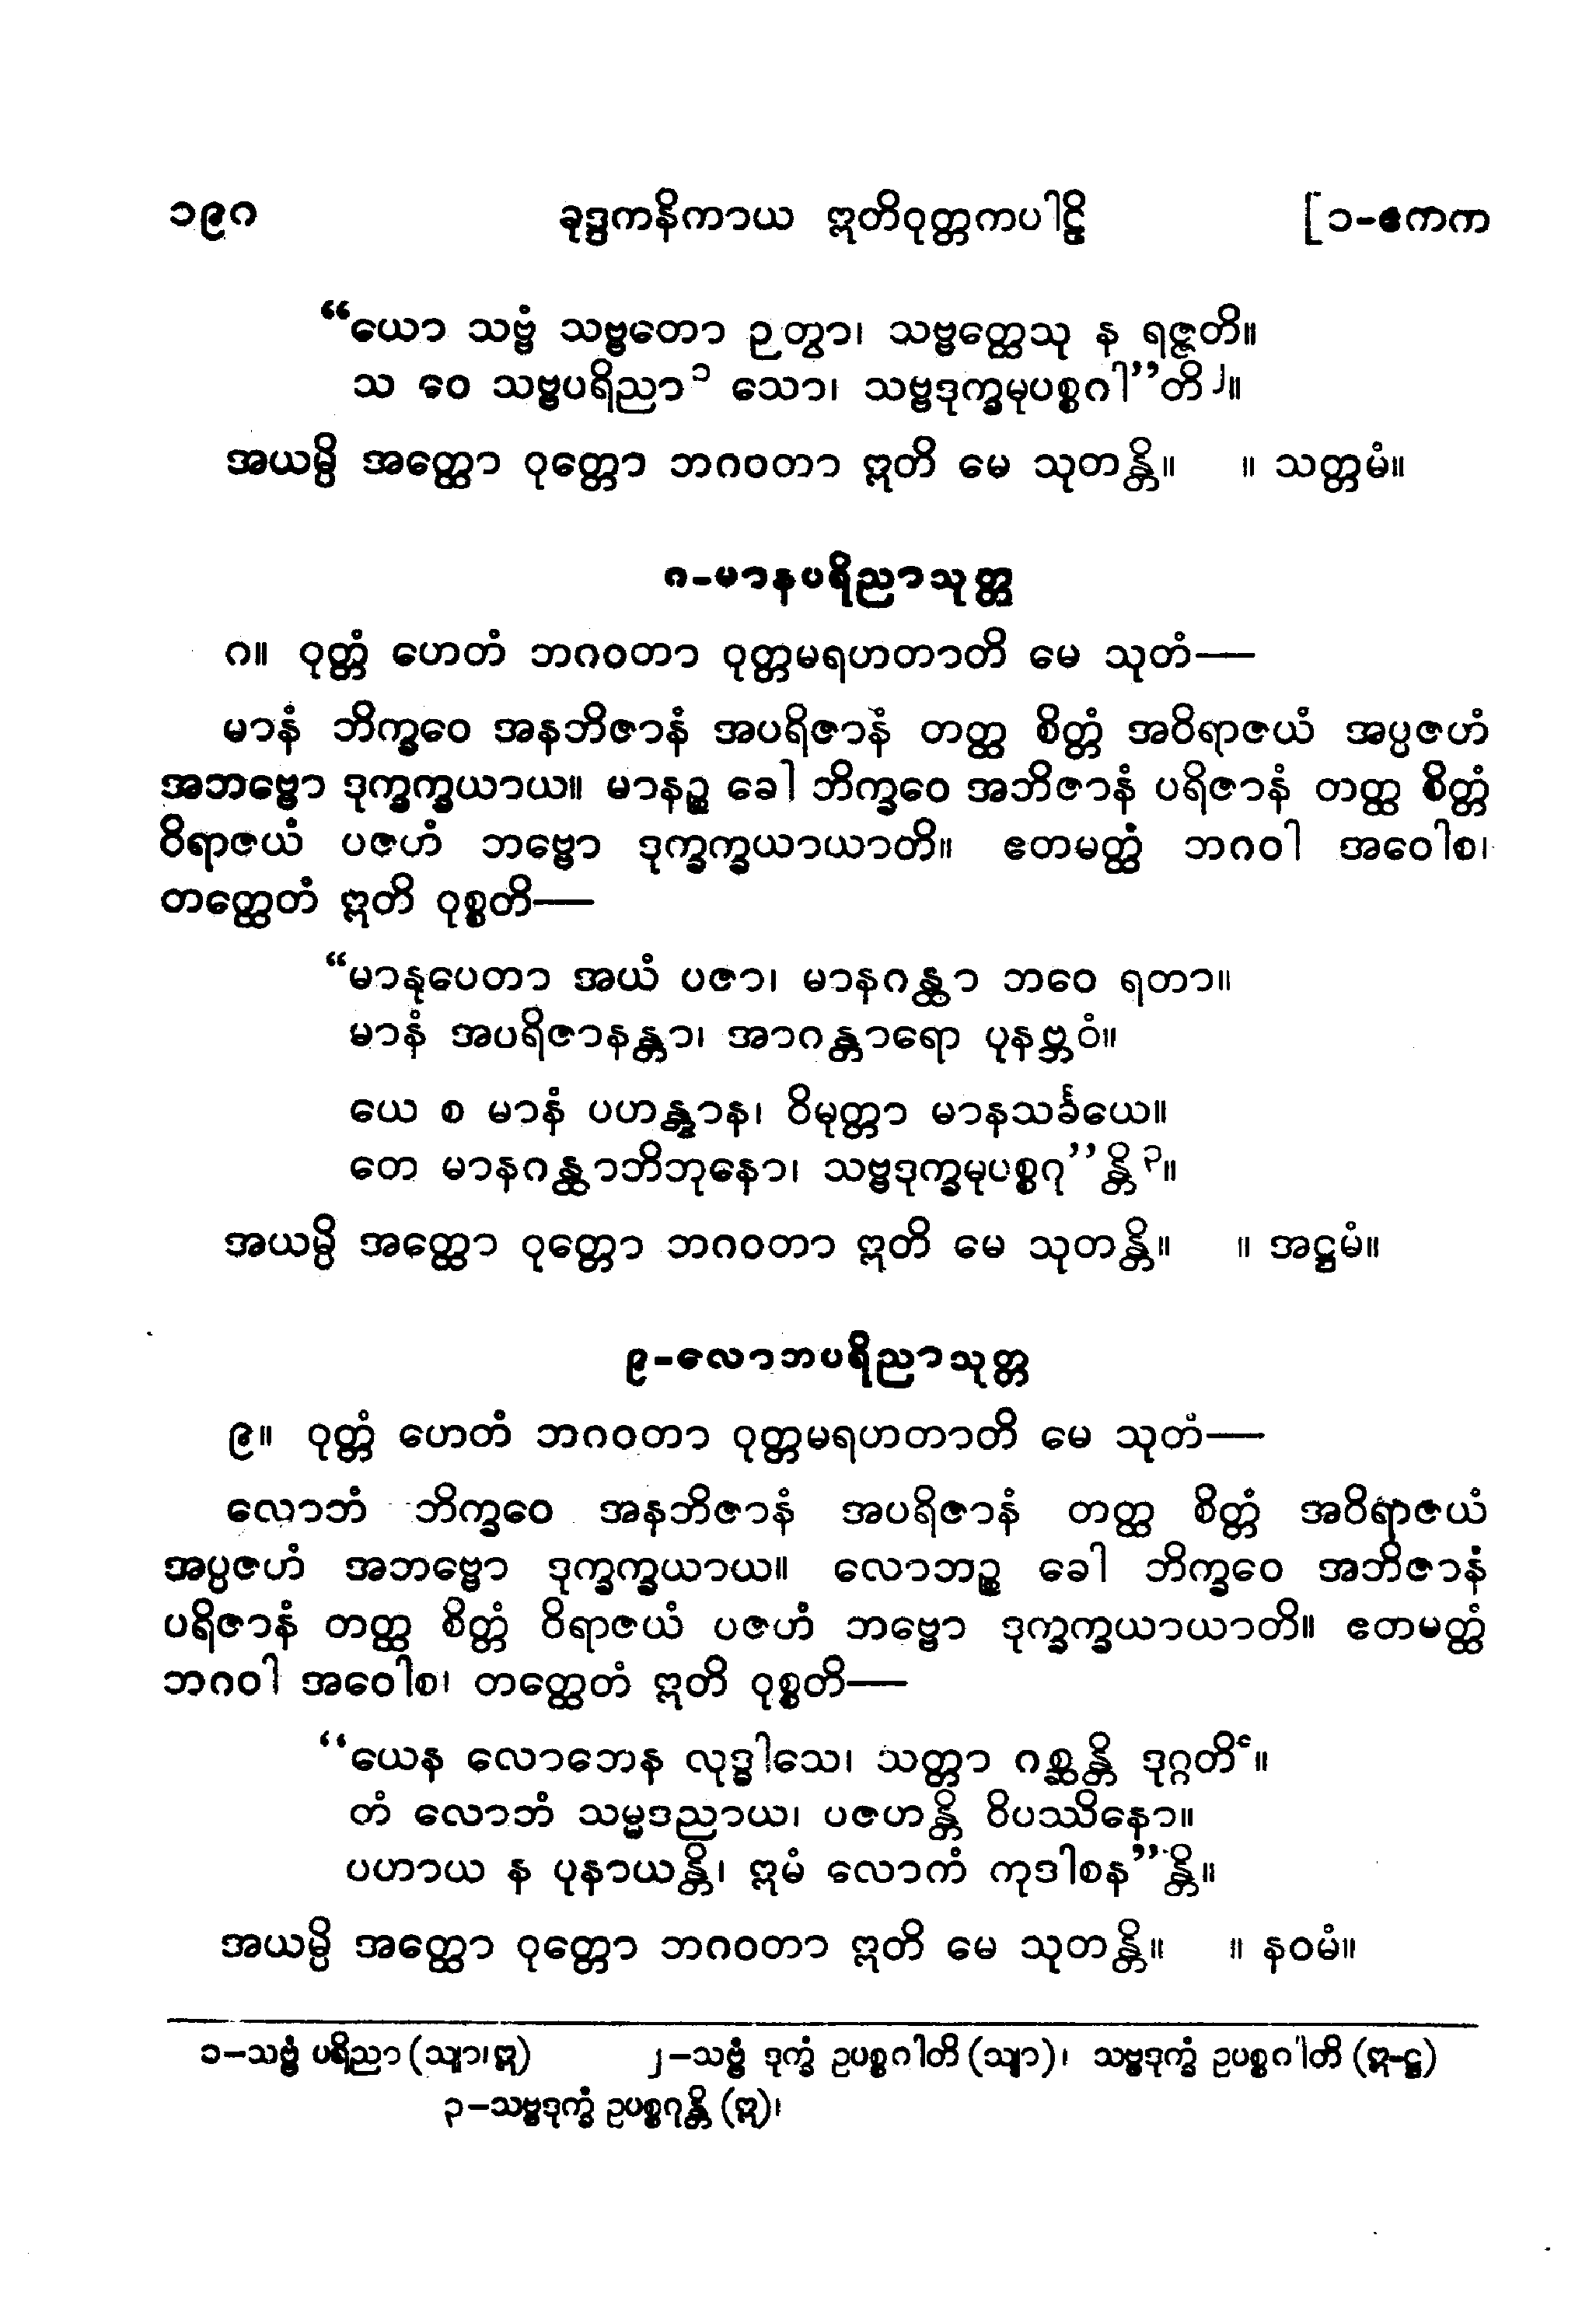 ၁၉၈ ခုဒ္ဒကနိကာယ ဣတိဝုတ္တကပါဠိ [၁-ဧကက
“ယော သဗ္ဗံ သဗ္ဗတော ဉတွာ၊ သဗ္ဗတ္ထေသု န ရဇ္ဇတိ။
သ ဝေ သဗ္ဗပရိညာ ၁ သော၊ သဗ္ဗဒုက္ခမုပစ္စဂါ”တိ ၂။
အယမ္ပိ အတ္ထော ဝုတ္တော ဘဂဝတာ ဣတိ မေ သုတန္တိ။ ။ သတ္တမံ။
၈-မာနပရိညာသုတ္တ
၈။ ဝုတ္တံ ဟေတံ ဘဂဝတာ ဝုတ္တမရဟတာတိ မေ သုတံ—
မာနံ ဘိက္ခဝေ အနဘိဇာနံ အပရိဇာနံ တတ္ထ စိတ္တံ အဝိရာဇယံ အပ္ပဇဟံ
အဘဗ္ဗော ဒုက္ခက္ခယာယ။ မာနဉ္စ ခေါ ဘိက္ခဝေ အဘိဇာနံ ပရိဇာနံ တတ္ထ စိတ္တံ
ဝိရာဇယံ ပဇဟံ ဘဗ္ဗော ဒုက္ခက္ခယာယာတိ။ ဧတမတ္ထံ ဘဂဝါ အဝေါစ၊
တတ္ထေတံ ဣတိ ဝုစ္စတိ—
“မာနုပေတာ အယံ ပဇာ၊ မာနဂန္ထာ ဘဝေ ရတာ။
မာနံ အပရိဇာနန္တာ၊ အာဂန္တာရော ပုနဗ္ဘဝံ။
ယေ စ မာနံ ပဟန္တွာန၊ ဝိမုတ္တာ မာနသင်္ခယေ။
တေ မာနဂန္ထာဘိဘုနော၊ သဗ္ဗဒုက္ခမုပစ္စဂု”န္တိ ၃။
အယမ္ပိ အတ္ထော ဝုတ္တော ဘဂဝတာ ဣတိ မေ သုတန္တိ။ ။ အဋ္ဌမံ။
၉-လောဘပရိညာသုတ္တ
၉။ ဝုတ္တံ ဟေတံ ဘဂဝတာ ဝုတ္တမရဟတာတိ မေ သုတံ—
လောဘံ ဘိက္ခဝေ အနဘိဇာနံ အပရိဇာနံ တတ္ထ စိတ္တံ အဝိရာဇယံ
အပ္ပဇဟံ အဘဗ္ဗော ဒုက္ခက္ခယာယ။ လောဘဉ္စ ခေါ ဘိက္ခဝေ အဘိဇာနံ
ပရိဇာနံ တတ္ထ စိတ္တံ ဝိရာဇယံ ပဇဟံ ဘဗ္ဗော ဒုက္ခက္ခယာယာတိ။ ဧတမတ္ထံ
ဘဂဝါ အဝေါစ၊ တတ္ထေတံ ဣတိ ဝုစ္စတိ—
“ယေန လောဘေန လုဒ္ဓါသေ၊ သတ္တာ ဂစ္ဆန္တိ ဒုဂ္ဂတိံ။
တံ လောဘံ သမ္မဒညာယ၊ ပဇဟန္တိ ဝိပဿိနော။
ပဟာယ န ပုနာယန္တိ၊ ဣမံ လောကံ ကုဒါစန”န္တိ။
အယမ္ပိ အတ္ထော ဝုတ္တော ဘဂဝတာ ဣတိ မေ သုတန္တိ။ ။ နဝမံ။
၁-သဗ္ဗံ ပရိညာ (သျာ၊ ဣ) ၂-သဗ္ဗံ ဒုက္ခံ ဥပစ္စဂါတိ (သျာ)၊ သဗ္ဗဒုက္ခံ ဥပစ္စဂါတိ (ဣ-ဋ္ဌ)
၃-သဗ္ဗဒုက္ခံ ဥပစ္စဂုန္တိ (ဣ)၊